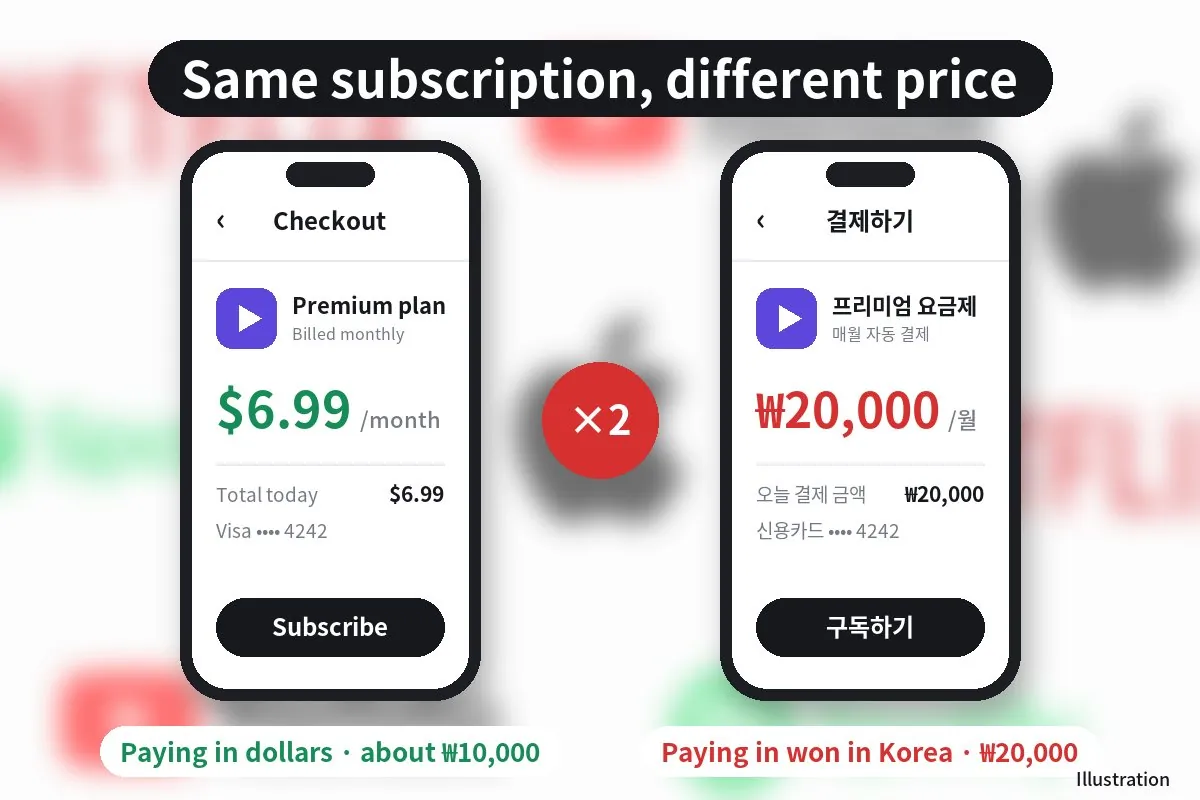 Same subscription, different price
‹ Checkout
Premium plan
Billed monthly
$6.99 /month
Total today $6.99
Visa •••• 4242
Subscribe
Paying in dollars · about ₩10,000
×2
‹ 결제하기
프리미엄 요금제
매월 자동 결제
₩20,000 /월
오늘 결제 금액 ₩20,000
신용카드 •••• 4242
구독하기
Paying in won in Korea · ₩20,000
Illustration